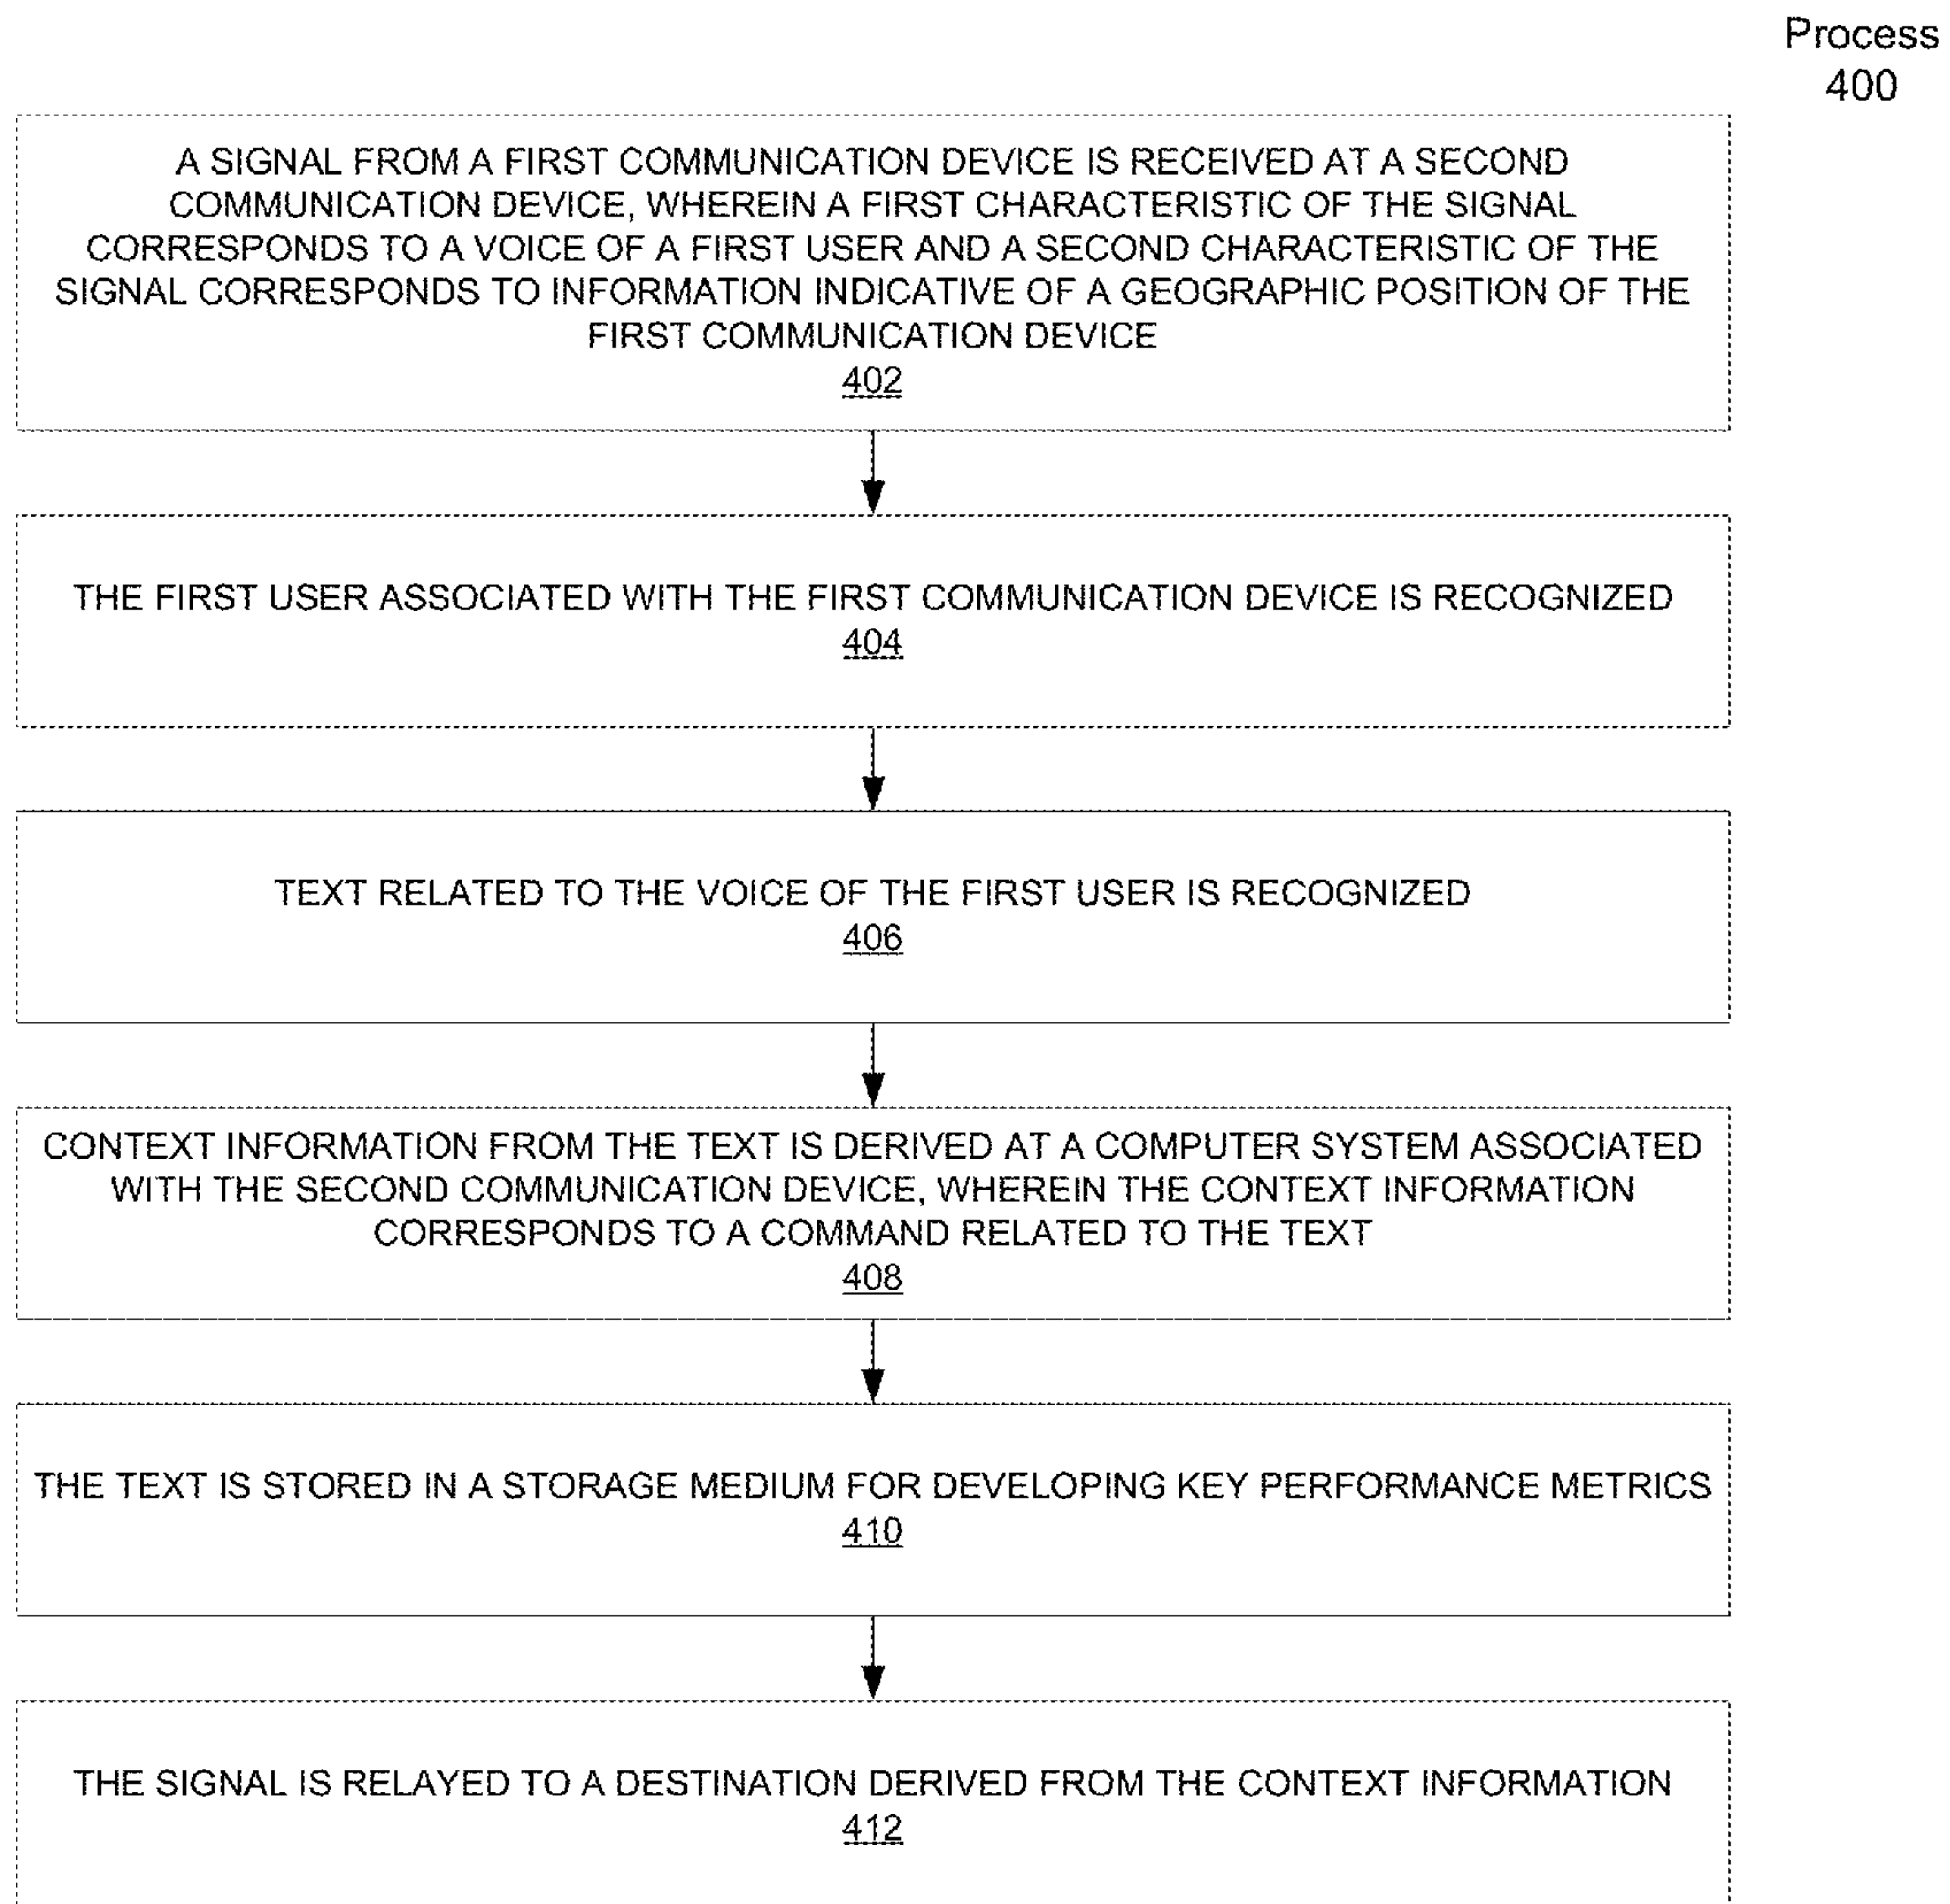 Process
400
A SIGNAL FROM A FIRST COMMUNICATION DEVICE IS RECEIVED AT A SECOND
COMMUNICATION DEVICE, WHEREIN A FIRST CHARACTERISTIC OF THE SIGNAL
CORRESPONDS TO A VOICE OF A FIRST USER AND A SECOND CHARACTERISTIC OF THE
SIGNAL CORRESPONDS TO INFORMATION INDICATIVE OF A GEOGRAPHIC POSITION OF THE
FIRST COMMUNICATION DEVICE
402
THE FIRST USER ASSOCIATED WITH THE FIRST COMMUNICATION DEVICE IS RECOGNIZED
404
TEXT RELATED TO THE VOICE OF THE FIRST USER IS RECOGNIZED
406
CONTEXT INFORMATION FROM THE TEXT IS DERIVED AT A COMPUTER SYSTEM ASSOCIATED
WITH THE SECOND COMMUNICATION DEVICE, WHEREIN THE CONTEXT INFORMATION
CORRESPONDS TO A COMMAND RELATED TO THE TEXT
408
THE TEXT IS STORED IN A STORAGE MEDIUM FOR DEVELOPING KEY PERFORMANCE METRICS
410
THE SIGNAL IS RELAYED TO A DESTINATION DERIVED FROM THE CONTEXT INFORMATION
412